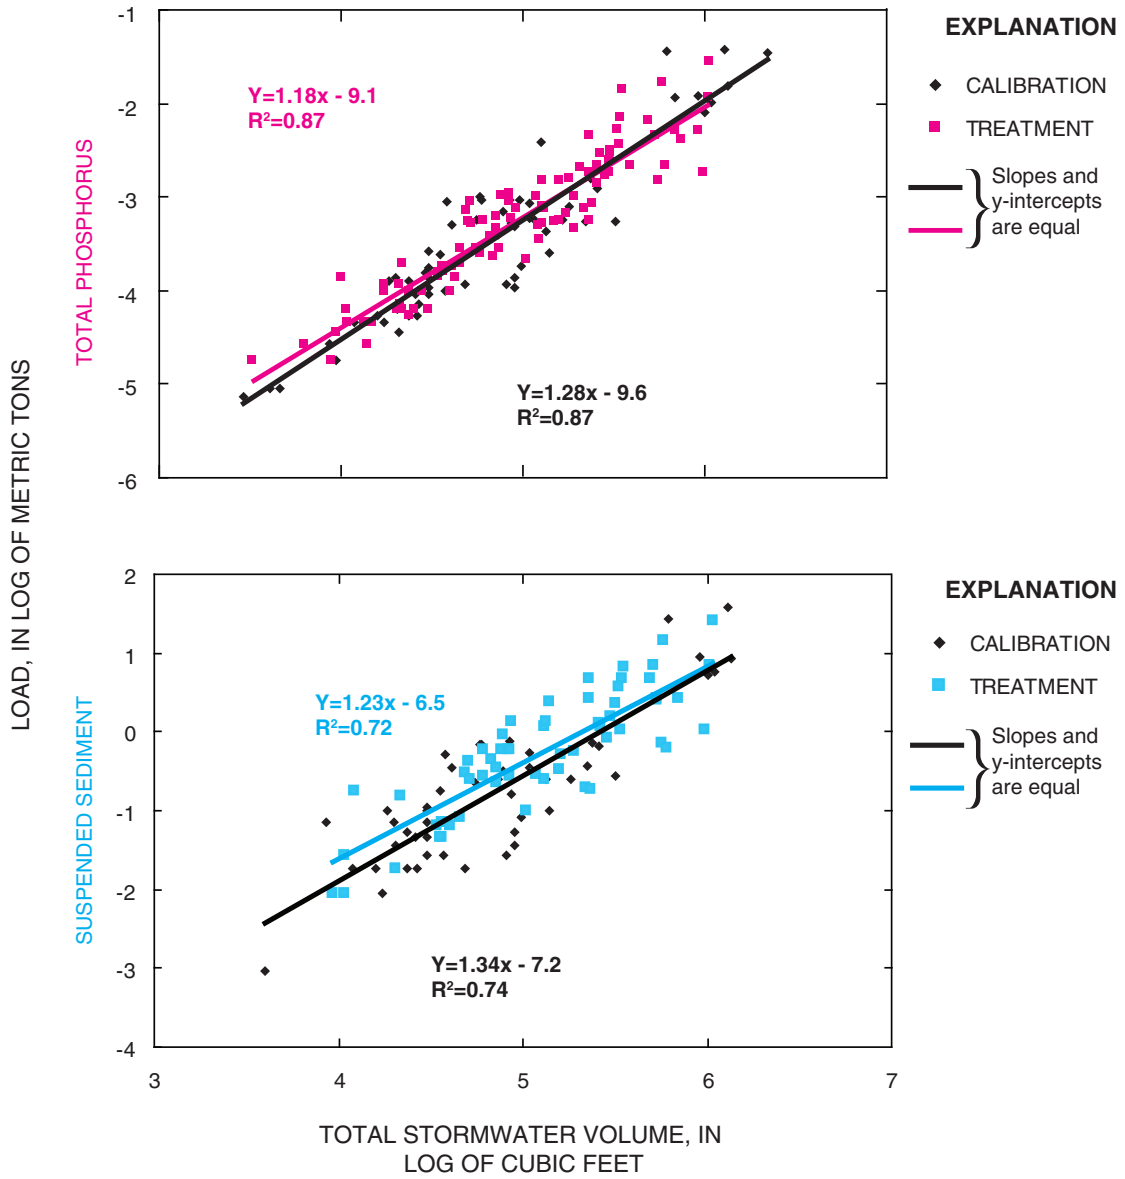 LOAD, IN LOG OF METRIC TONS
TOTAL PHOSPHORUS
-1
-2
-3
-4
-5
-6
Y=1.18x - 9.1
R²=0.87
Y=1.28x - 9.6
R²=0.87
EXPLANATION
CALIBRATION
TREATMENT
Slopes and
y-intercepts
are equal
SUSPENDED SEDIMENT
2
1
0
-1
-2
-3
-4
Y=1.23x - 6.5
R²=0.72
Y=1.34x - 7.2
R²=0.74
EXPLANATION
CALIBRATION
TREATMENT
Slopes and
y-intercepts
are equal
3 4 5 6 7
TOTAL STORMWATER VOLUME, IN
LOG OF CUBIC FEET